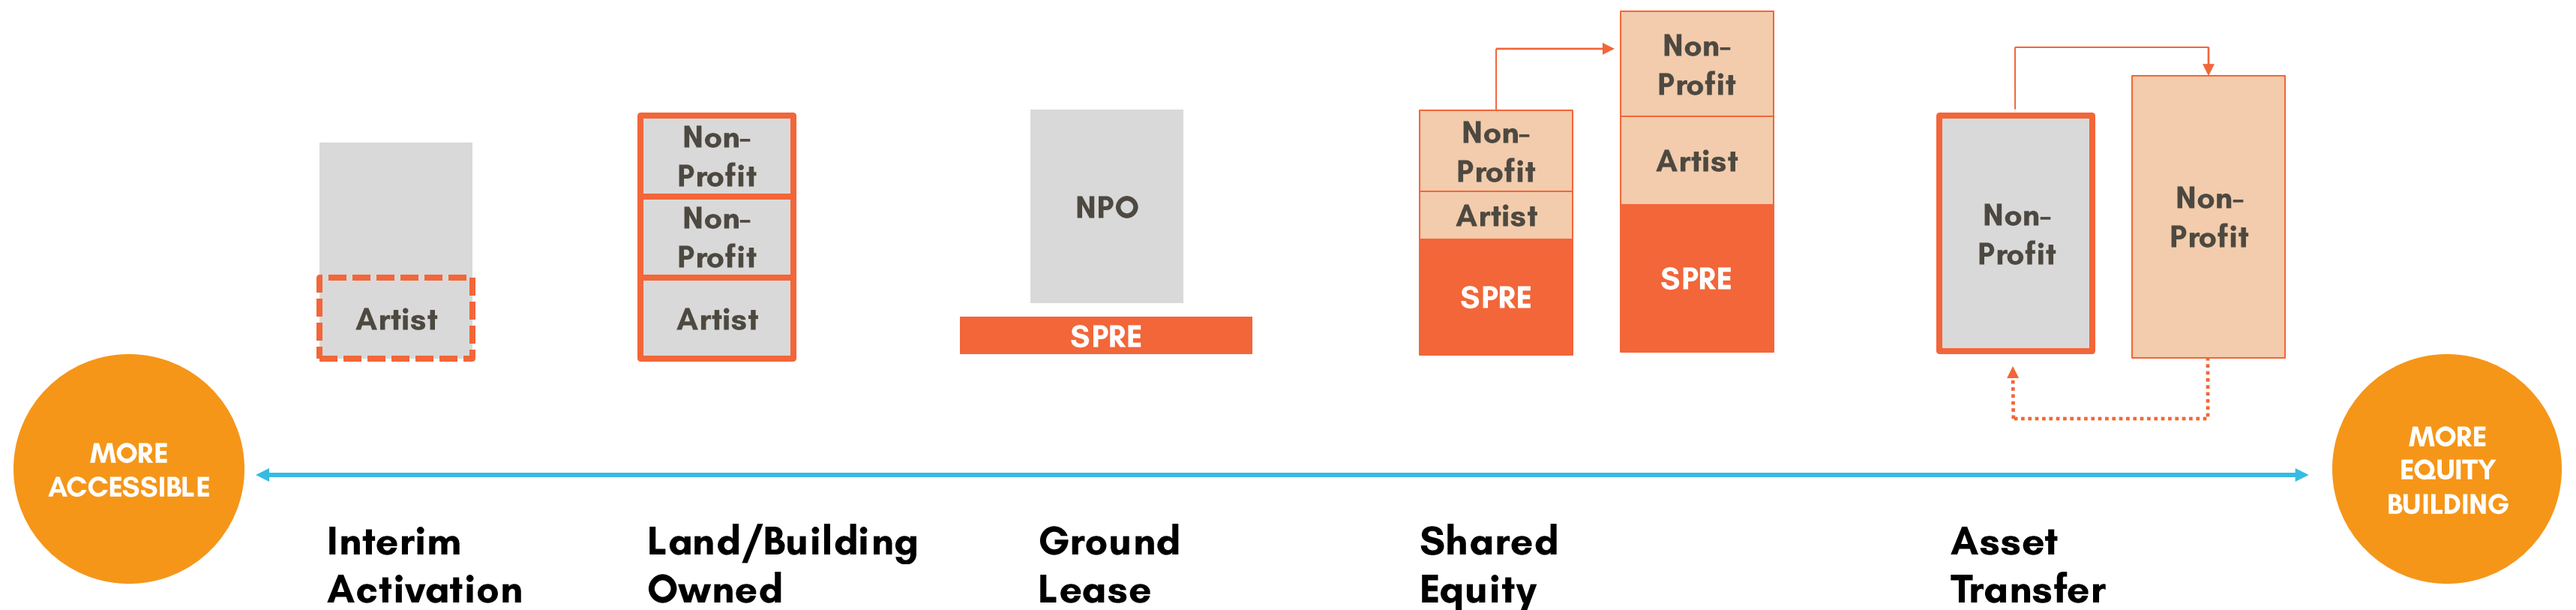 Artist
Non-
Profit
Non-
Profit
Artist
NPO
SPRE
Non-
Profit
Artist
SPRE
Non-
Profit
Artist
SPRE
Non-
Profit
Non-
Profit
MORE
ACCESSIBLE
MORE
EQUITY
BUILDING
Interim
Activation
Land/Building
Owned
Ground
Lease
Shared
Equity
Asset
Transfer